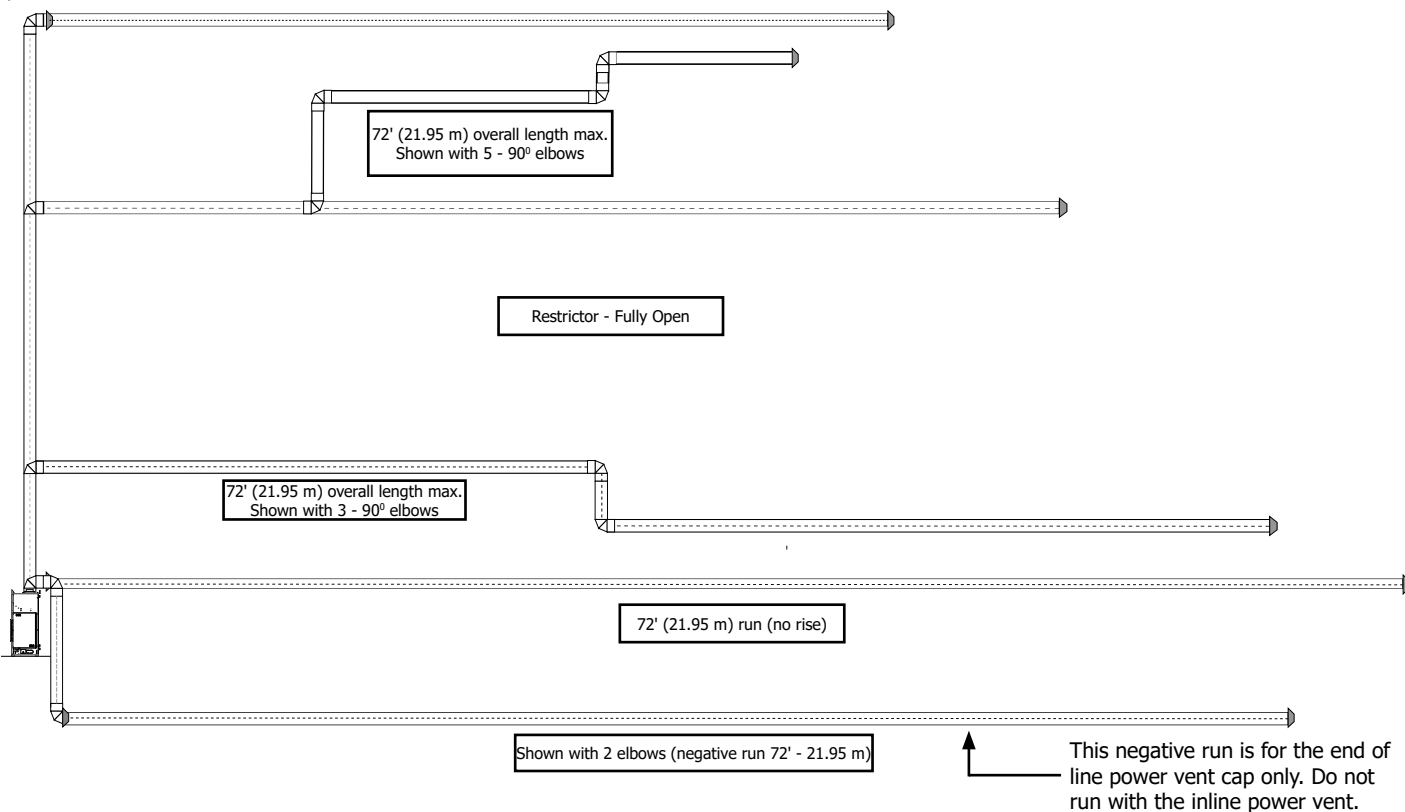 72' (21.95 m) overall length max.
Shown with 5 - 90⁰ elbows
Restrictor - Fully Open
72' (21.95 m) overall length max.
Shown with 3 - 90⁰ elbows
72' (21.95 m) run (no rise)
Shown with 2 elbows (negative run 72' - 21.95 m)
This negative run is for the end of
line power vent cap only. Do not
run with the inline power vent.